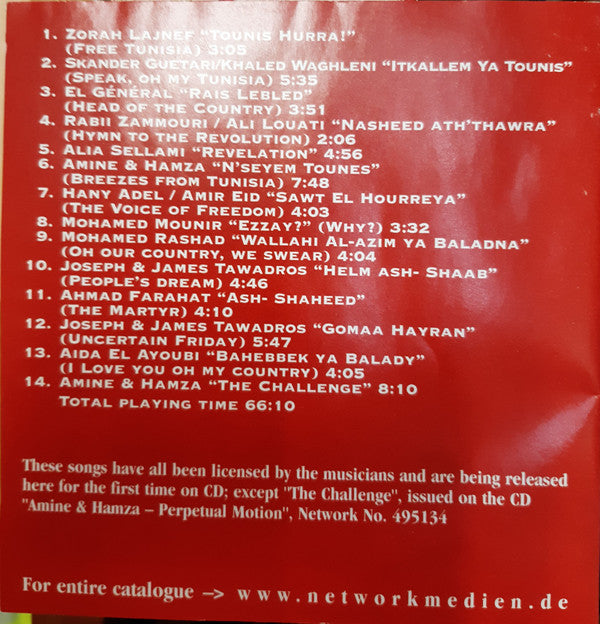 1. Zorah Lajnef "Tounis Hurra!"
(Free Tunisia) 3:05
2. Skander Guetari/Khaled Waghleni "Itkallem Ya Tounis"
(Speak, oh my Tunisia) 5:35
3. El Général "Rais Lebled"
(Head of the Country) 3:51
4. Rabii Zammouri / Ali Louati "Nasheed ath'thawra"
(Hymn to the Revolution) 2:06
5. Alia Sellami "Revelation" 4:56
6. Amine & Hamza "N'seyem Tounes"
(Breezes from Tunisia) 7:48
7. Hany Adel / Amir Eid "Sawt El Hourreya"
(The Voice of Freedom) 4:03
8. Mohamed Mounir "Ezzay?" (Why?) 3:32
9. Mohamed Rashad "Wallahi Al-azim ya Baladna"
(Oh our country, we swear) 4:04
10. Joseph & James Tawadros "Helm ash- Shaab"
(People's dream) 4:46
11. Ahmad Farahat "Ash- Shaheed"
(The Martyr) 4:10
12. Joseph & James Tawadros "Gomaa Hayran"
(Uncertain Friday) 5:47
13. Aida El Ayoubi "Bahebbek ya Balady"
(I Love you oh my country) 4:05
14. Amine & Hamza "The Challenge" 8:10
Total playing time 66:10
These songs have all been licensed by the musicians and are being released
here for the first time on CD; except "The Challenge", issued on the CD
"Amine & Hamza – Perpetual Motion", Network No. 495134
For entire catalogue –> www.networkmedien.de